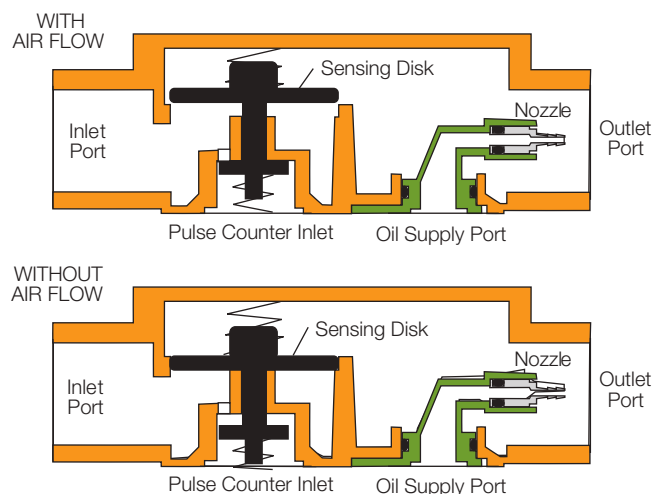 WITH
AIR FLOW
Sensing Disk
Nozzle
Inlet
Port
Outlet
Port
Pulse Counter Inlet
Oil Supply Port
WITHOUT
AIR FLOW
Sensing Disk
Nozzle
Inlet
Port
Outlet
Port
Pulse Counter Inlet
Oil Supply Port